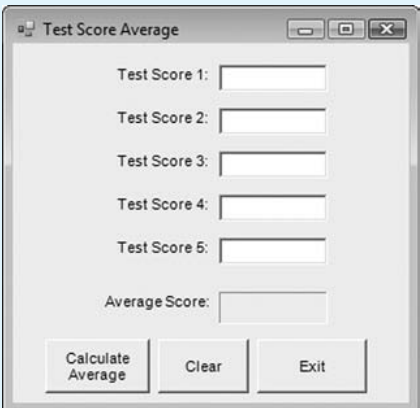 Test Score Average
Test Score 1:
Test Score 2:
Test Score 3:
Test Score 4:
Test Score 5:
Average Score:
Calculate
Average
Clear
Exit